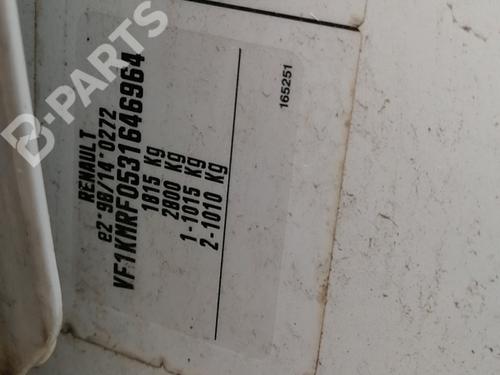 RENAULT
e2*98/14*0272
VF1KMRF0531646964
1815 Kg
2800 Kg
1-1015 Kg
2-1010 Kg
165251
B-PARTS